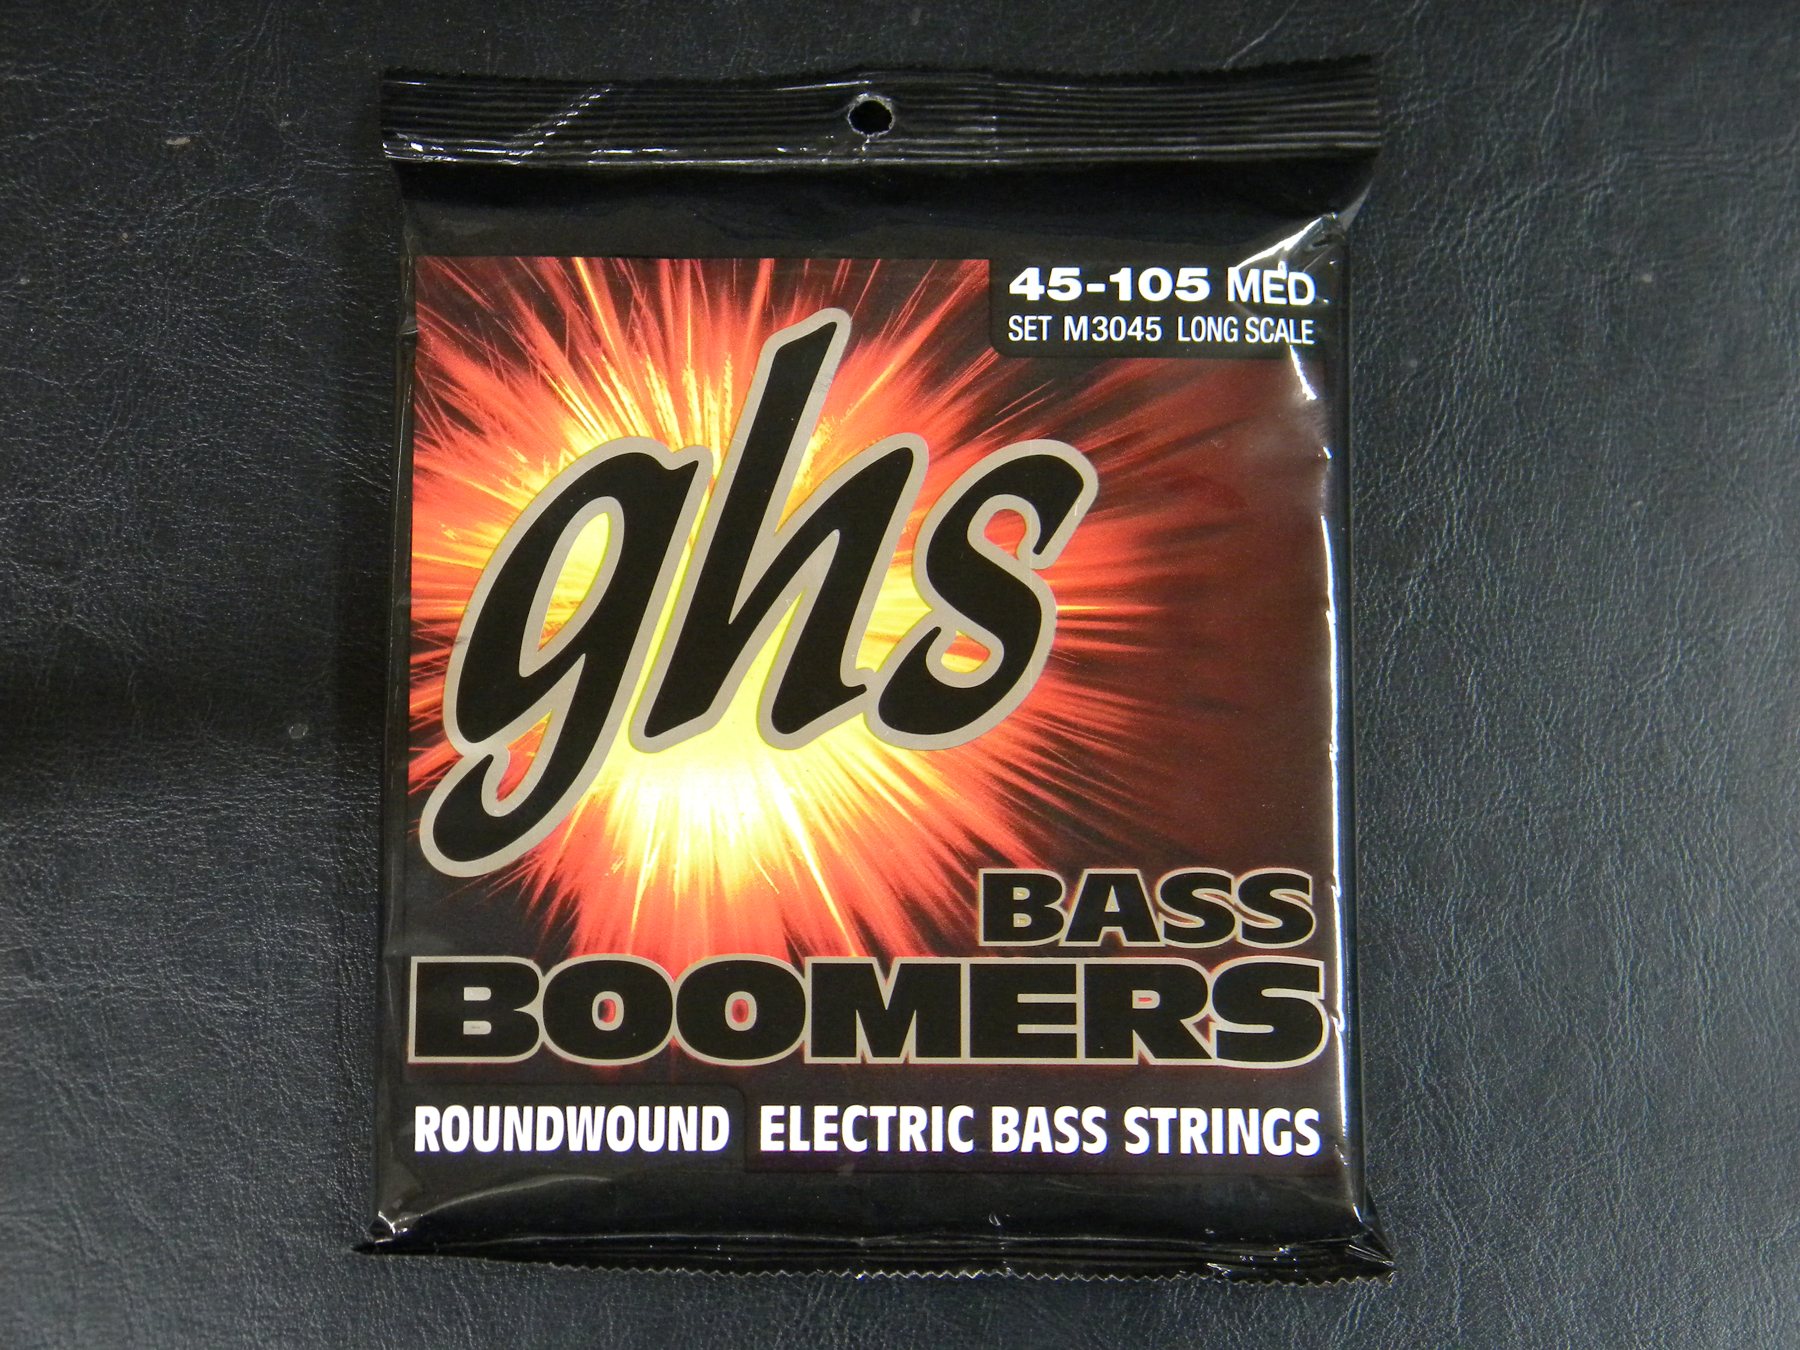 45-105 MED
SET M3045 LONG SCALE
ghs
BASS
BOOMERS
ROUNDWOUND ELECTRIC BASS STRINGS